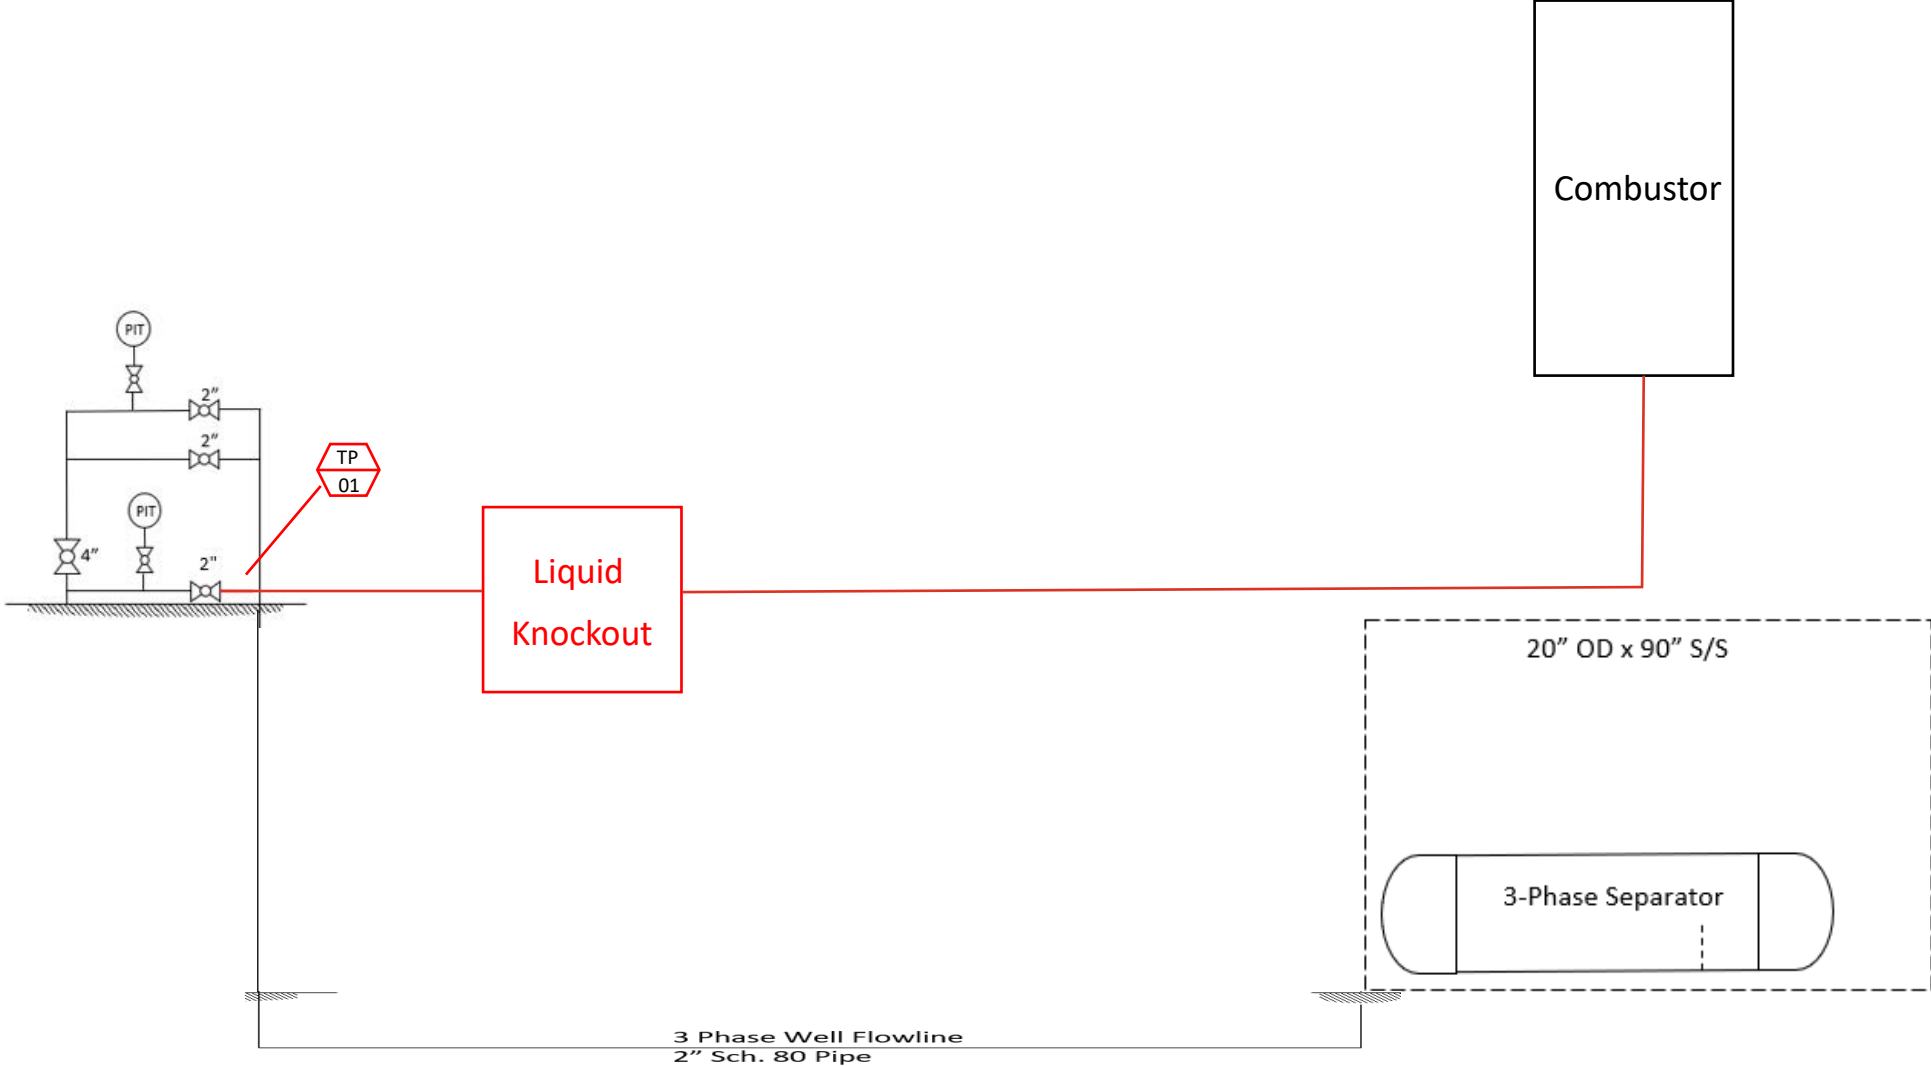 Combustor
PIT
2”
2”
TP
01
PIT
4”
2"
Liquid
Knockout
20” OD x 90” S/S
3-Phase Separator
3 Phase Well Flowline
2” Sch. 80 Pipe